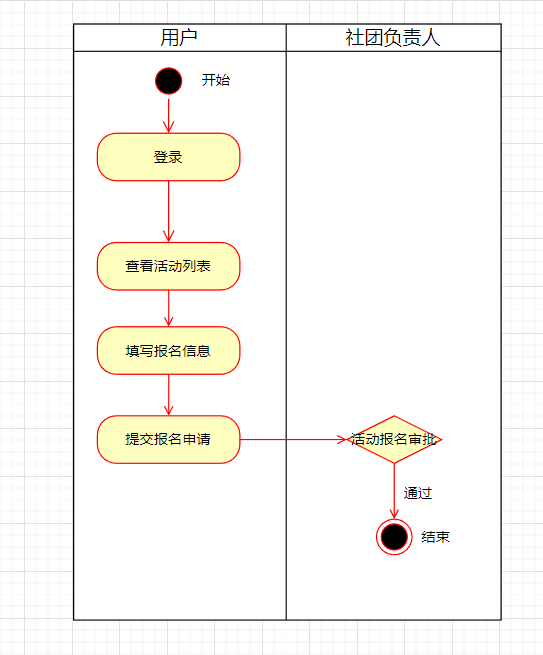 用户
社团负责人
开始
登录
查看活动列表
填写报名信息
提交报名申请
活动报名审批
通过
结束